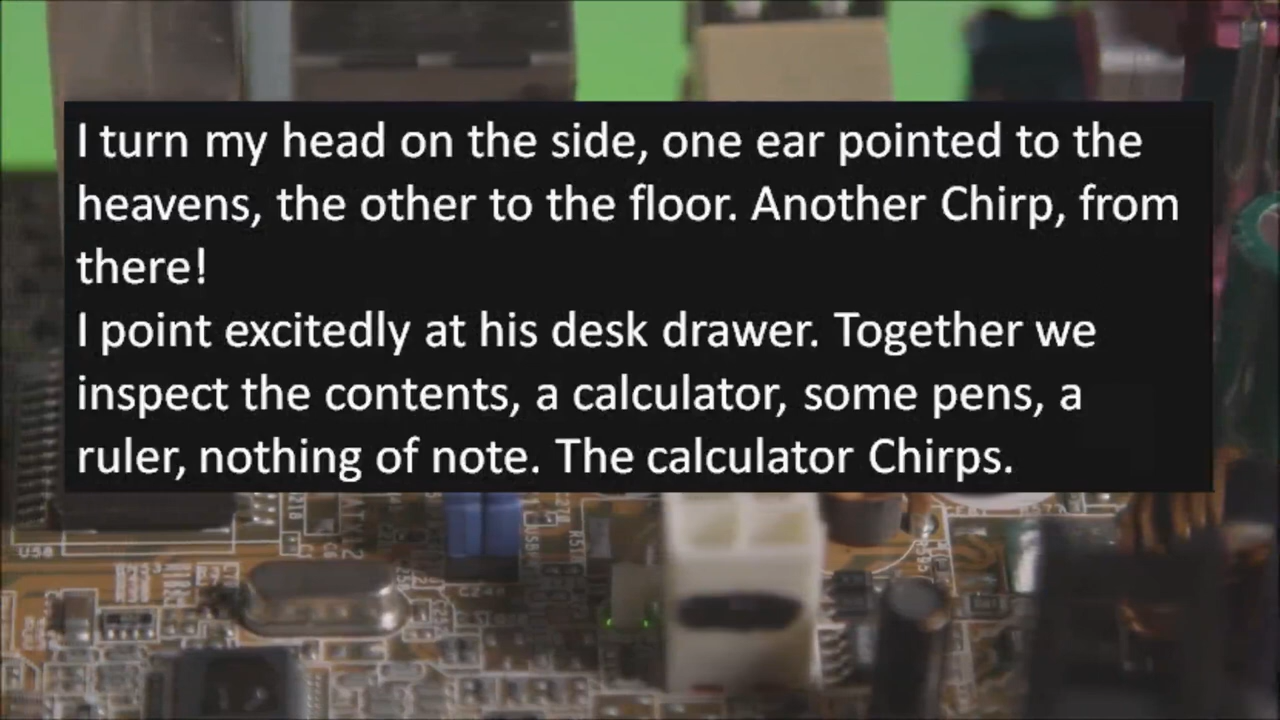 I turn my head on the side, one ear pointed to the
heavens, the other to the floor. Another Chirp, from
there!
I point excitedly at his desk drawer. Together we
inspect the contents, a calculator, some pens, a
ruler, nothing of note. The calculator Chirps.
U58